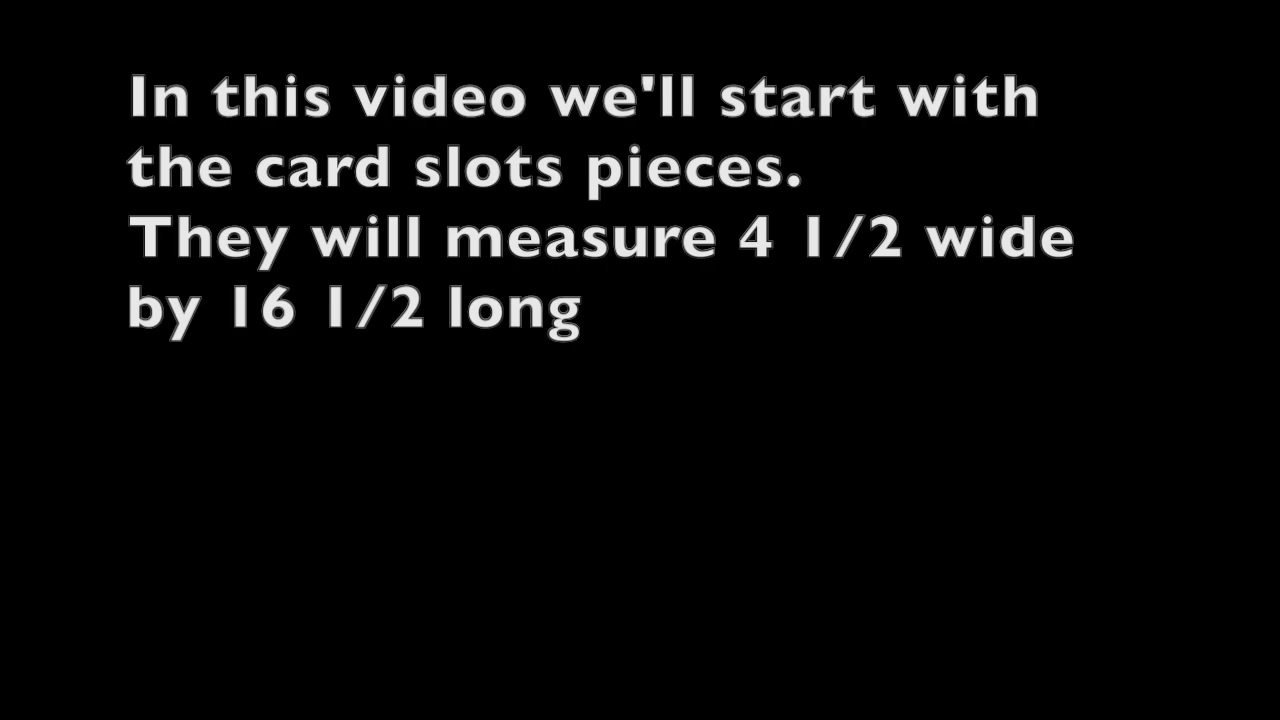 In this video we'll start with
the card slots pieces.
They will measure 4 1/2 wide
by 16 1/2 long